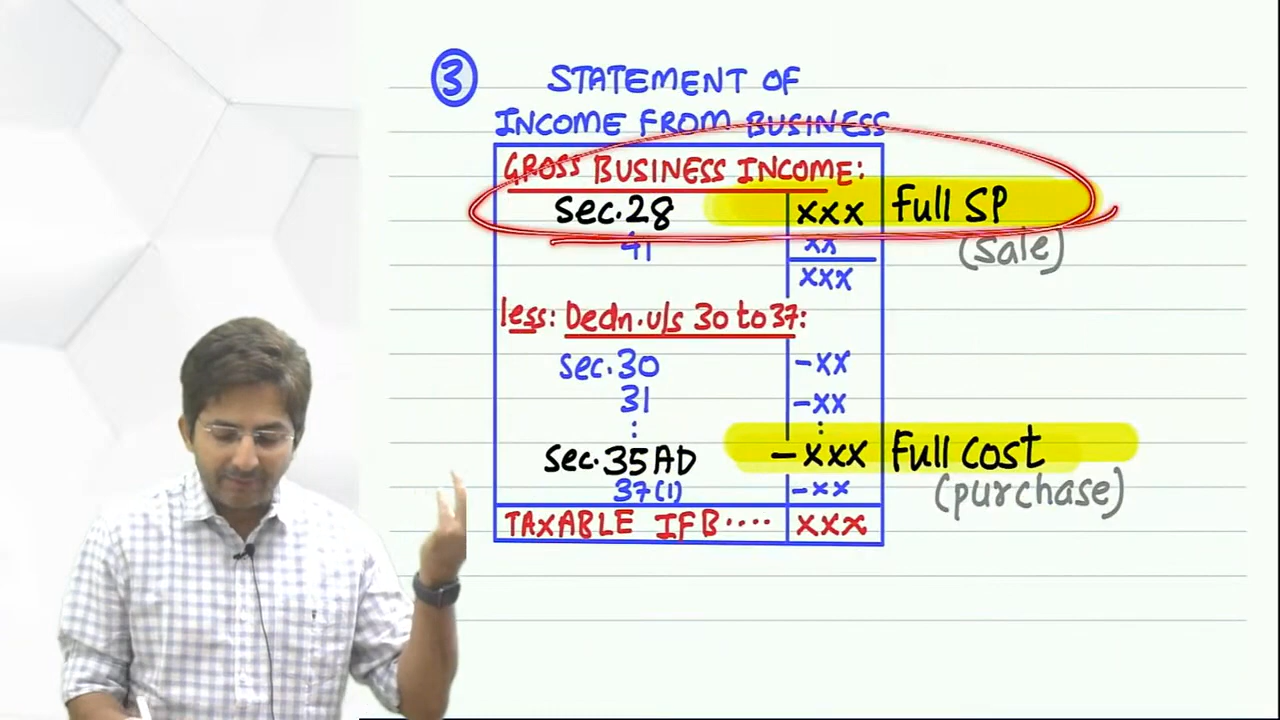 3 STATEMENT OF
INCOME FROM BUSINESS
GROSS BUSINESS INCOME:
Sec.28 xxx Full SP
41 xx (sale)
xxx
less: Dedn. u/s 30 to 37:
Sec.30 -xx
31 -xx
: :
Sec.35AD -xxx Full cost
37(1) -xx (purchase)
TAXABLE IFB.... xxx